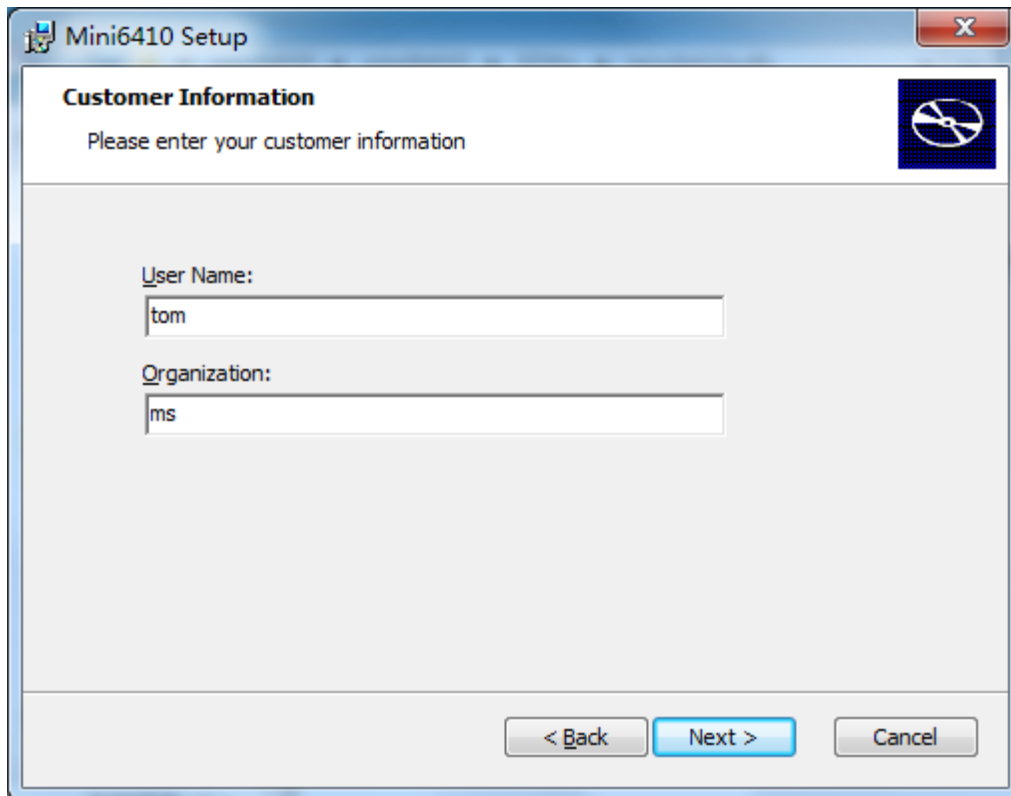 Mini6410 Setup
Customer Information
Please enter your customer information
User Name:
tom
Organization:
ms
< Back Next > Cancel